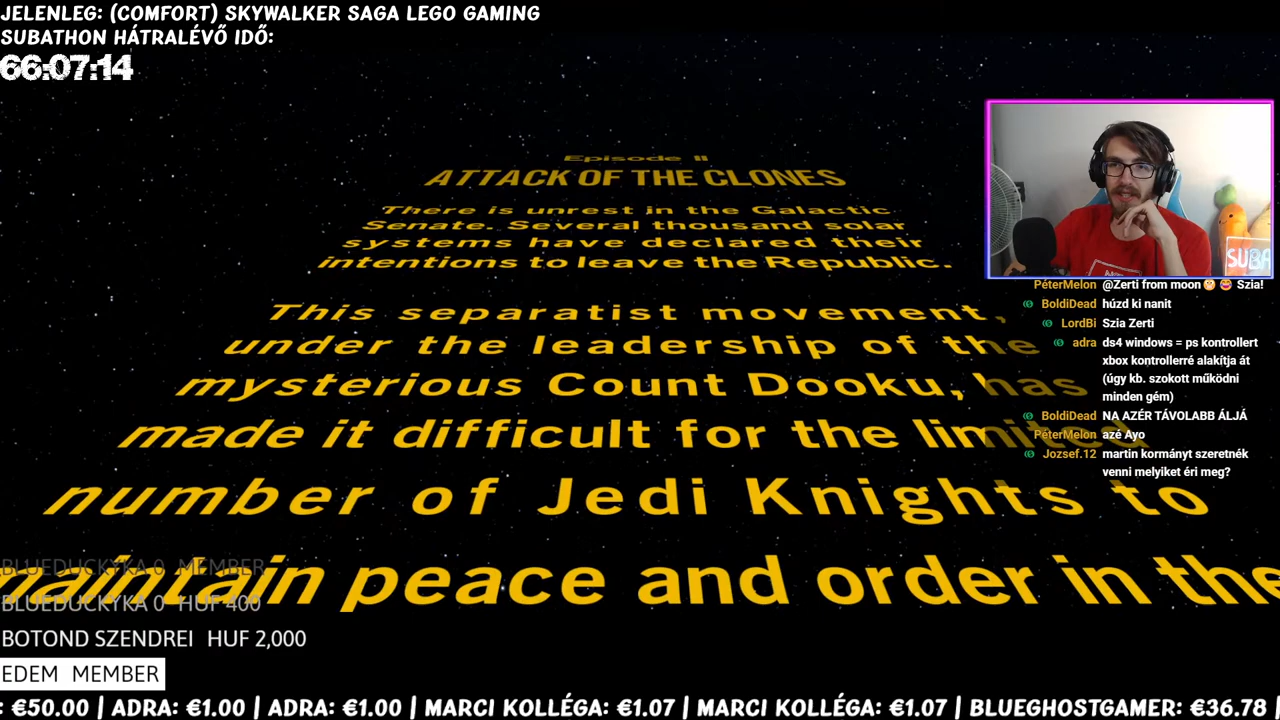 JELENLEG: (COMFORT) SKYWALKER SAGA LEGO GAMING
SUBATHON HÁTRALÉVŐ IDŐ:
66:07:14
Episode II
ATTACK OF THE CLONES
There is unrest in the Galactic
Senate. Several thousand solar
systems have declared their
intentions to leave the Republic.
This separatist movement,
under the leadership of the
mysterious Count Dooku, has
made it difficult for the limited
number of Jedi Knights to
maintain peace and order in the
SUBA
PéterMelon @Zerti from moon Szia!
BoldiDead húzd ki nanit
LordBi Szia Zerti
adra ds4 windows = ps kontrollert
xbox kontrollerré alakítja át
(úgy kb. szokott működni
minden gém)
BoldiDead NA AZÉR TÁVOLABB ÁLJÁ
PéterMelon azé Ayo
Jozsef.12 martin kormányt szeretnék
venni melyiket éri meg?
BLUEDUCKYKA 0 MEMBER
BLUEDUCKYKA 0 HUF 400
BOTOND SZENDREI HUF 2,000
EDEM MEMBER
: €50.00 | ADRA: €1.00 | ADRA: €1.00 | MARCI KOLLÉGA: €1.07 | MARCI KOLLÉGA: €1.07 | BLUEGHOSTGAMER: €36.78